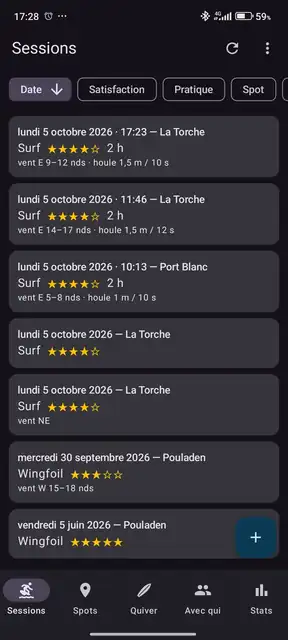 17:28 ... 4G 59%
Sessions
Date ↓ Satisfaction Pratique Spot
lundi 5 octobre 2026 · 17:23 — La Torche
Surf ★★★★☆ 2 h
vent E 9–12 nds · houle 1,5 m / 10 s
lundi 5 octobre 2026 · 11:46 — La Torche
Surf ★★★★☆ 2 h
vent E 14–17 nds · houle 1,5 m / 12 s
lundi 5 octobre 2026 · 10:13 — Port Blanc
Surf ★★★★☆ 2 h
vent E 5–8 nds · houle 1 m / 10 s
lundi 5 octobre 2026 — La Torche
Surf ★★★★☆
lundi 5 octobre 2026 — La Torche
Surf ★★★★☆
vent NE
mercredi 30 septembre 2026 — Pouladen
Wingfoil ★★★☆☆
vent W 15–18 nds
vendredi 5 juin 2026 — Pouladen
Wingfoil ★★★★★
+
Sessions Spots Quiver Avec qui Stats